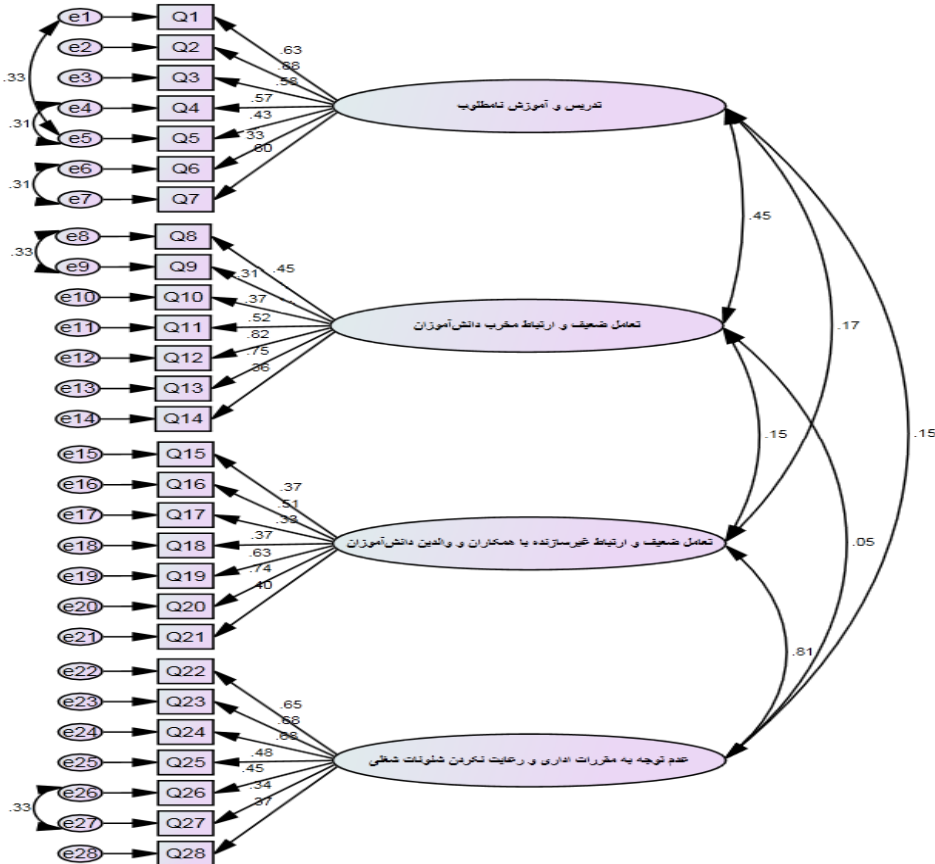 e1 Q1
e2 Q2
e3 Q3
e4 Q4
e5 Q5
e6 Q6
e7 Q7
.33
.31
.31
.63
.58
.57
.43
.33
.60
تدریس و آموزش نامطلوب
e8 Q8
e9 Q9
e10 Q10
e11 Q11
e12 Q12
e13 Q13
e14 Q14
.33
.45
.31
.37
.52
.82
.75
.36
تعامل ضعیف و ارتباط مخرب دانش‌آموزان
e15 Q15
e16 Q16
e17 Q17
e18 Q18
e19 Q19
e20 Q20
e21 Q21
.37
.51
.33
.37
.63
.74
.40
تعامل ضعیف و ارتباط غیرسازنده با همکاران و والدین دانش‌آموزان
e22 Q22
e23 Q23
e24 Q24
e25 Q25
e26 Q26
e27 Q27
e28 Q28
.33
.65
.68
.68
.48
.45
.34
.37
عدم توجه به مقررات اداری و رعایت نکردن شئونات شغلی
.45
.17
.15
.15
.05
.81